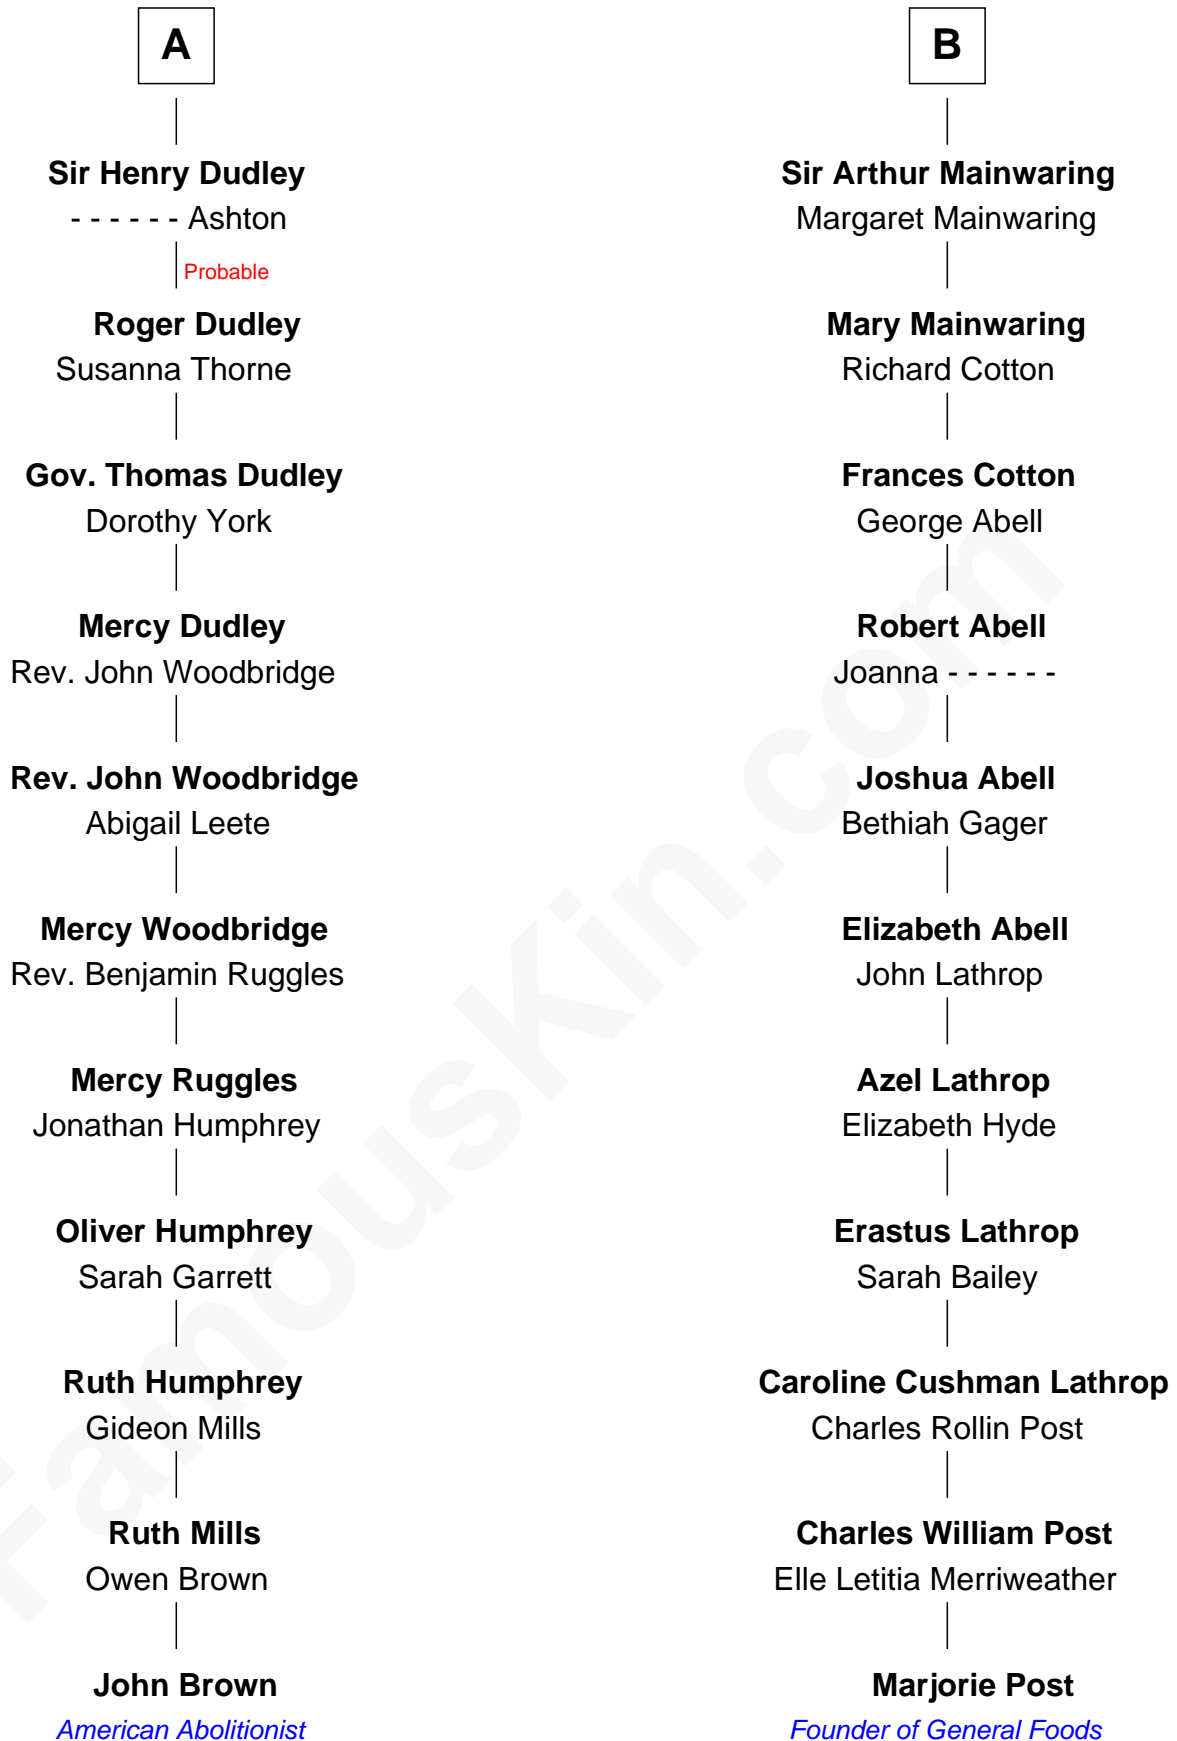 A
Sir Henry Dudley
- - - - - - Ashton
Probable
Roger Dudley
Susanna Thorne
Gov. Thomas Dudley
Dorothy York
Mercy Dudley
Rev. John Woodbridge
Rev. John Woodbridge
Abigail Leete
Mercy Woodbridge
Rev. Benjamin Ruggles
Mercy Ruggles
Jonathan Humphrey
Oliver Humphrey
Sarah Garrett
Ruth Humphrey
Gideon Mills
Ruth Mills
Owen Brown
John Brown
American Abolitionist
B
Sir Arthur Mainwaring
Margaret Mainwaring
Mary Mainwaring
Richard Cotton
Frances Cotton
George Abell
Robert Abell
Joanna - - - - - -
Joshua Abell
Bethiah Gager
Elizabeth Abell
John Lathrop
Azel Lathrop
Elizabeth Hyde
Erastus Lathrop
Sarah Bailey
Caroline Cushman Lathrop
Charles Rollin Post
Charles William Post
Elle Letitia Merriweather
Marjorie Post
Founder of General Foods
FamousKin.com